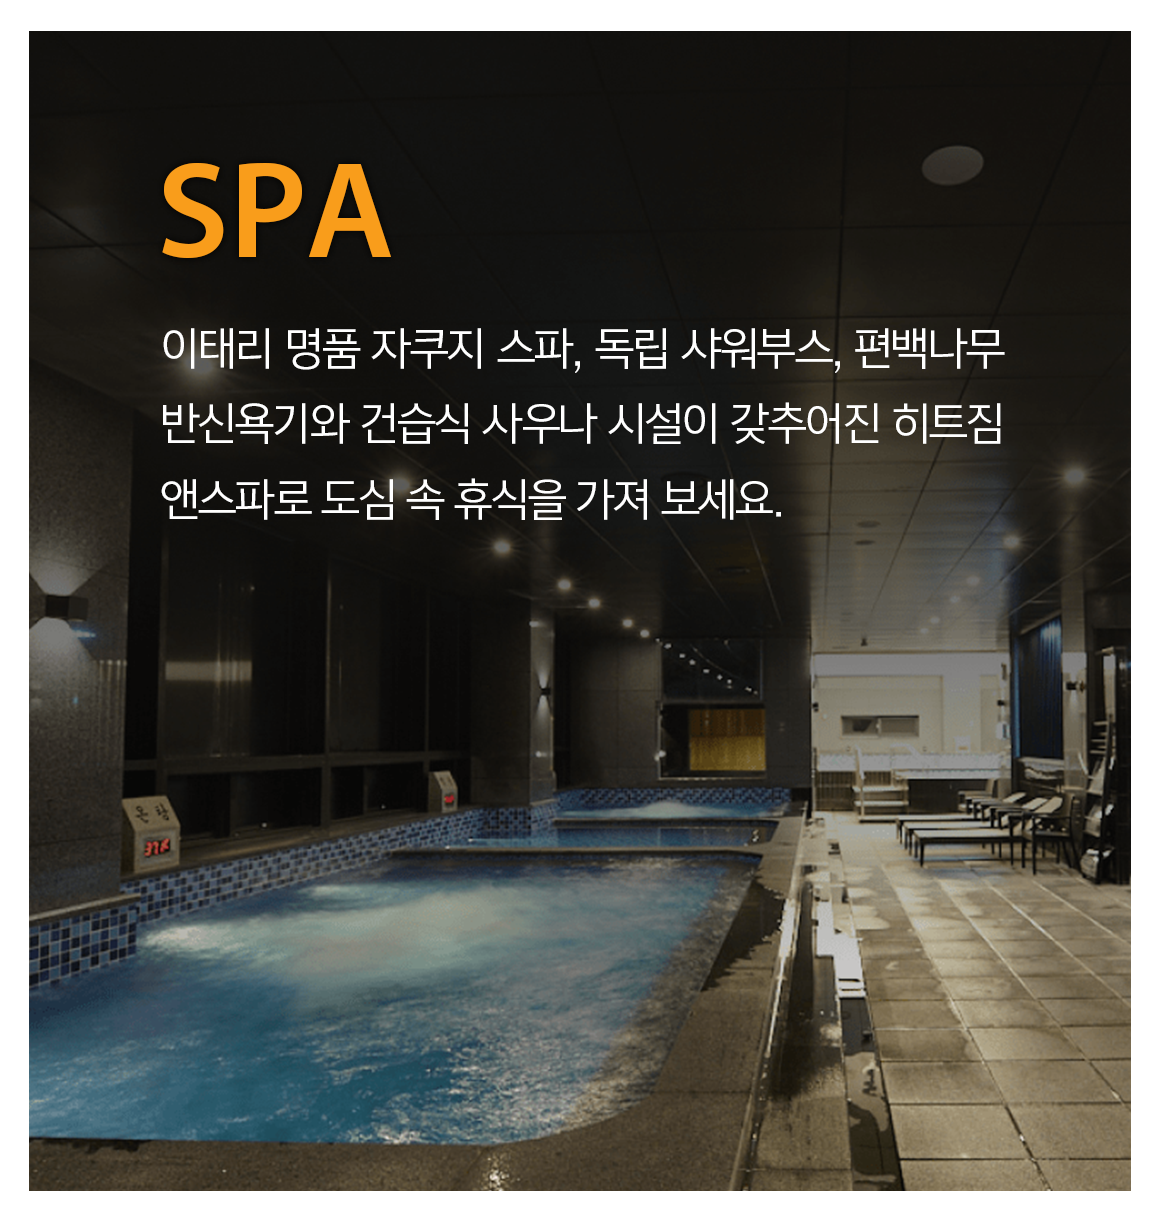 SPA
이태리 명품 자쿠지 스파, 독립 샤워부스, 편백나무
반신욕기와 건습식 사우나 시설이 갖추어진 히트짐
앤스파로 도심 속 휴식을 가져 보세요.
온탕